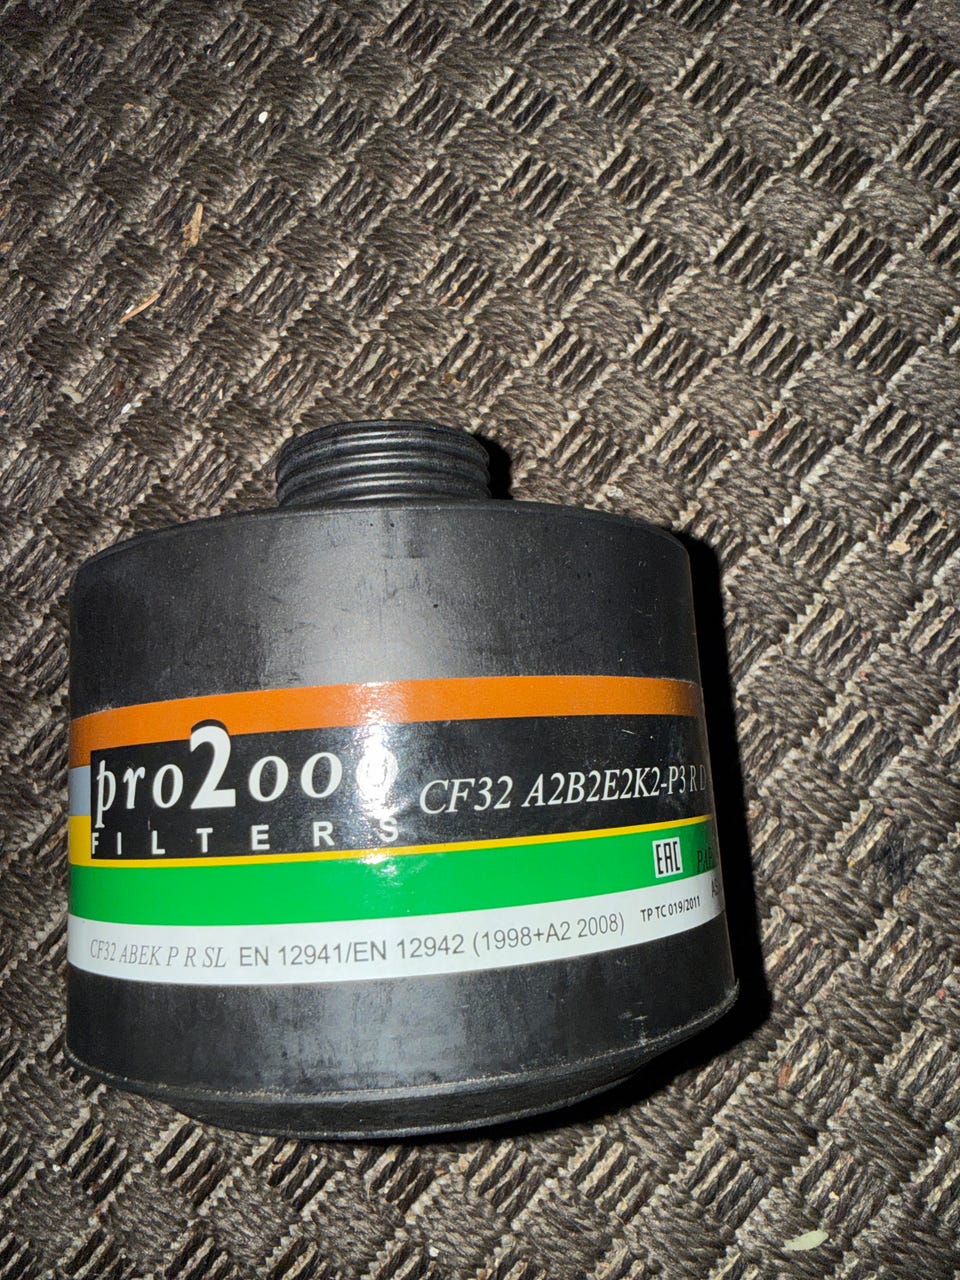 pro2000
FILTERS
CF32 A2B2E2K2-P3 R D
EAC
CF32 ABEK P R SL EN 12941/EN 12942 (1998+A2 2008)
TP TC 019/2011